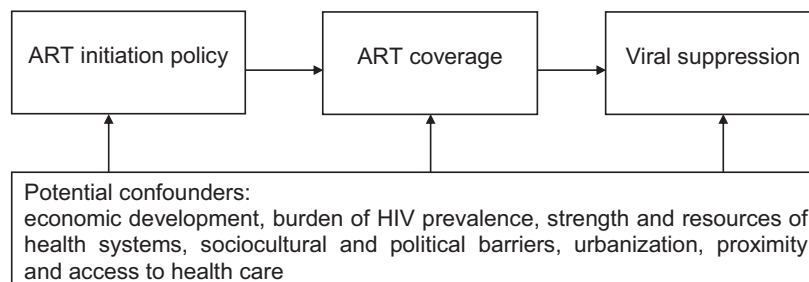 ART initiation policy
ART coverage
Viral suppression
Potential confounders:
economic development, burden of HIV prevalence, strength and resources of
health systems, sociocultural and political barriers, urbanization, proximity
and access to health care